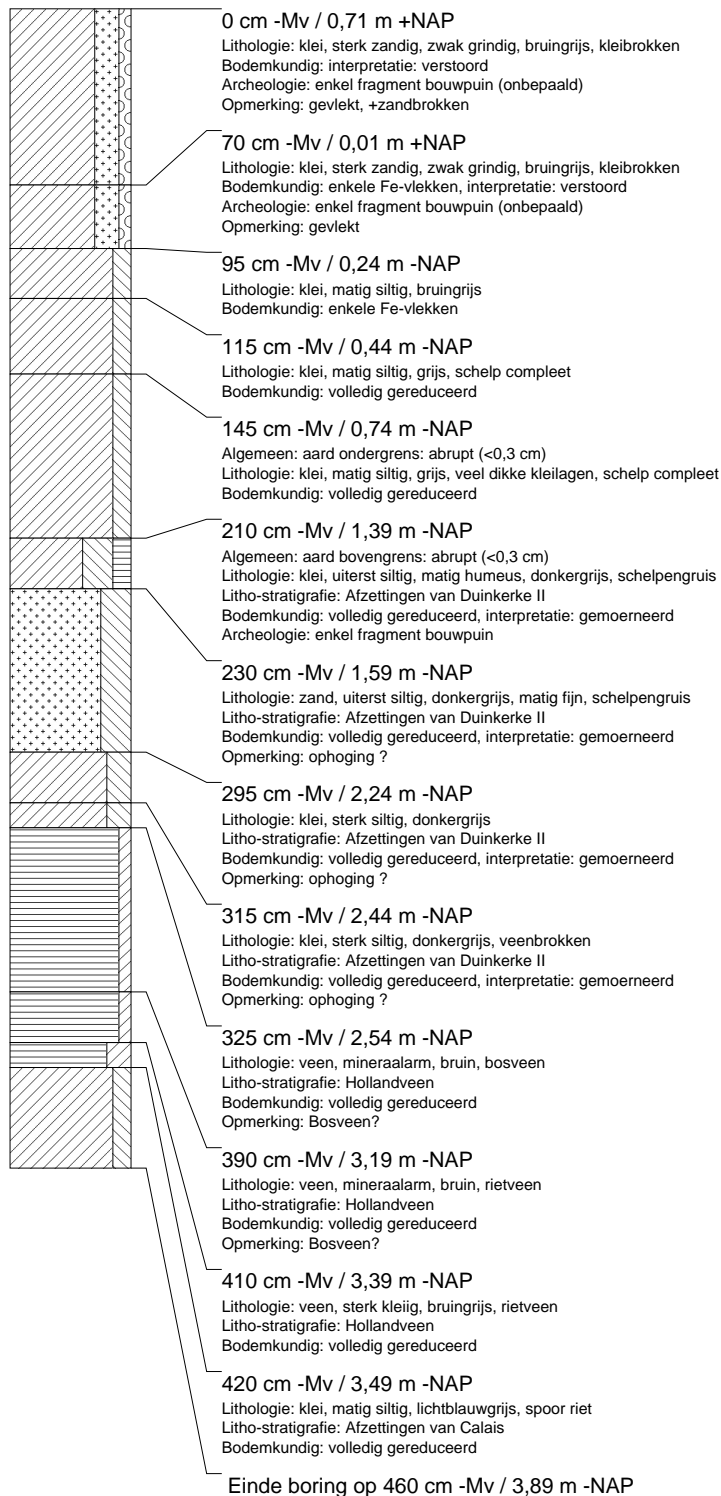 0 cm -Mv / 0,71 m +NAP
Lithologie: klei, sterk zandig, zwak grindig, bruingrijs, kleibrokken
Bodemkundig: interpretatie: verstoord
Archeologie: enkel fragment bouwpuin (onbepaald)
Opmerking: gevlekt, +zandbrokken
70 cm -Mv / 0,01 m +NAP
Lithologie: klei, sterk zandig, zwak grindig, bruingrijs, kleibrokken
Bodemkundig: enkele Fe-vlekken, interpretatie: verstoord
Archeologie: enkel fragment bouwpuin (onbepaald)
Opmerking: gevlekt
95 cm -Mv / 0,24 m -NAP
Lithologie: klei, matig siltig, bruingrijs
Bodemkundig: enkele Fe-vlekken
115 cm -Mv / 0,44 m -NAP
Lithologie: klei, matig siltig, grijs, schelp compleet
Bodemkundig: volledig gereduceerd
145 cm -Mv / 0,74 m -NAP
Algemeen: aard ondergrens: abrupt (<0,3 cm)
Lithologie: klei, matig siltig, grijs, veel dikke kleilagen, schelp compleet
Bodemkundig: volledig gereduceerd
210 cm -Mv / 1,39 m -NAP
Algemeen: aard bovengrens: abrupt (<0,3 cm)
Lithologie: klei, uiterst siltig, matig humeus, donkergrijs, schelpengruis
Litho-stratigrafie: Afzettingen van Duinkerke II
Bodemkundig: volledig gereduceerd, interpretatie: gemoerneerd
Archeologie: enkel fragment bouwpuin
230 cm -Mv / 1,59 m -NAP
Lithologie: zand, uiterst siltig, donkergrijs, matig fijn, schelpengruis
Litho-stratigrafie: Afzettingen van Duinkerke II
Bodemkundig: volledig gereduceerd, interpretatie: gemoerneerd
Opmerking: ophoging ?
295 cm -Mv / 2,24 m -NAP
Lithologie: klei, sterk siltig, donkergrijs
Litho-stratigrafie: Afzettingen van Duinkerke II
Bodemkundig: volledig gereduceerd, interpretatie: gemoerneerd
Opmerking: ophoging ?
315 cm -Mv / 2,44 m -NAP
Lithologie: klei, sterk siltig, donkergrijs, veenbrokken
Litho-stratigrafie: Afzettingen van Duinkerke II
Bodemkundig: volledig gereduceerd, interpretatie: gemoerneerd
Opmerking: ophoging ?
325 cm -Mv / 2,54 m -NAP
Lithologie: veen, mineraalarm, bruin, bosveen
Litho-stratigrafie: Hollandveen
Bodemkundig: volledig gereduceerd
Opmerking: Bosveen?
390 cm -Mv / 3,19 m -NAP
Lithologie: veen, mineraalarm, bruin, rietveen
Litho-stratigrafie: Hollandveen
Bodemkundig: volledig gereduceerd
Opmerking: Bosveen?
410 cm -Mv / 3,39 m -NAP
Lithologie: veen, sterk kleiig, bruingrijs, rietveen
Litho-stratigrafie: Hollandveen
Bodemkundig: volledig gereduceerd
420 cm -Mv / 3,49 m -NAP
Lithologie: klei, matig siltig, lichtblauwgrijs, spoor riet
Litho-stratigrafie: Afzettingen van Calais
Bodemkundig: volledig gereduceerd
Einde boring op 460 cm -Mv / 3,89 m -NAP